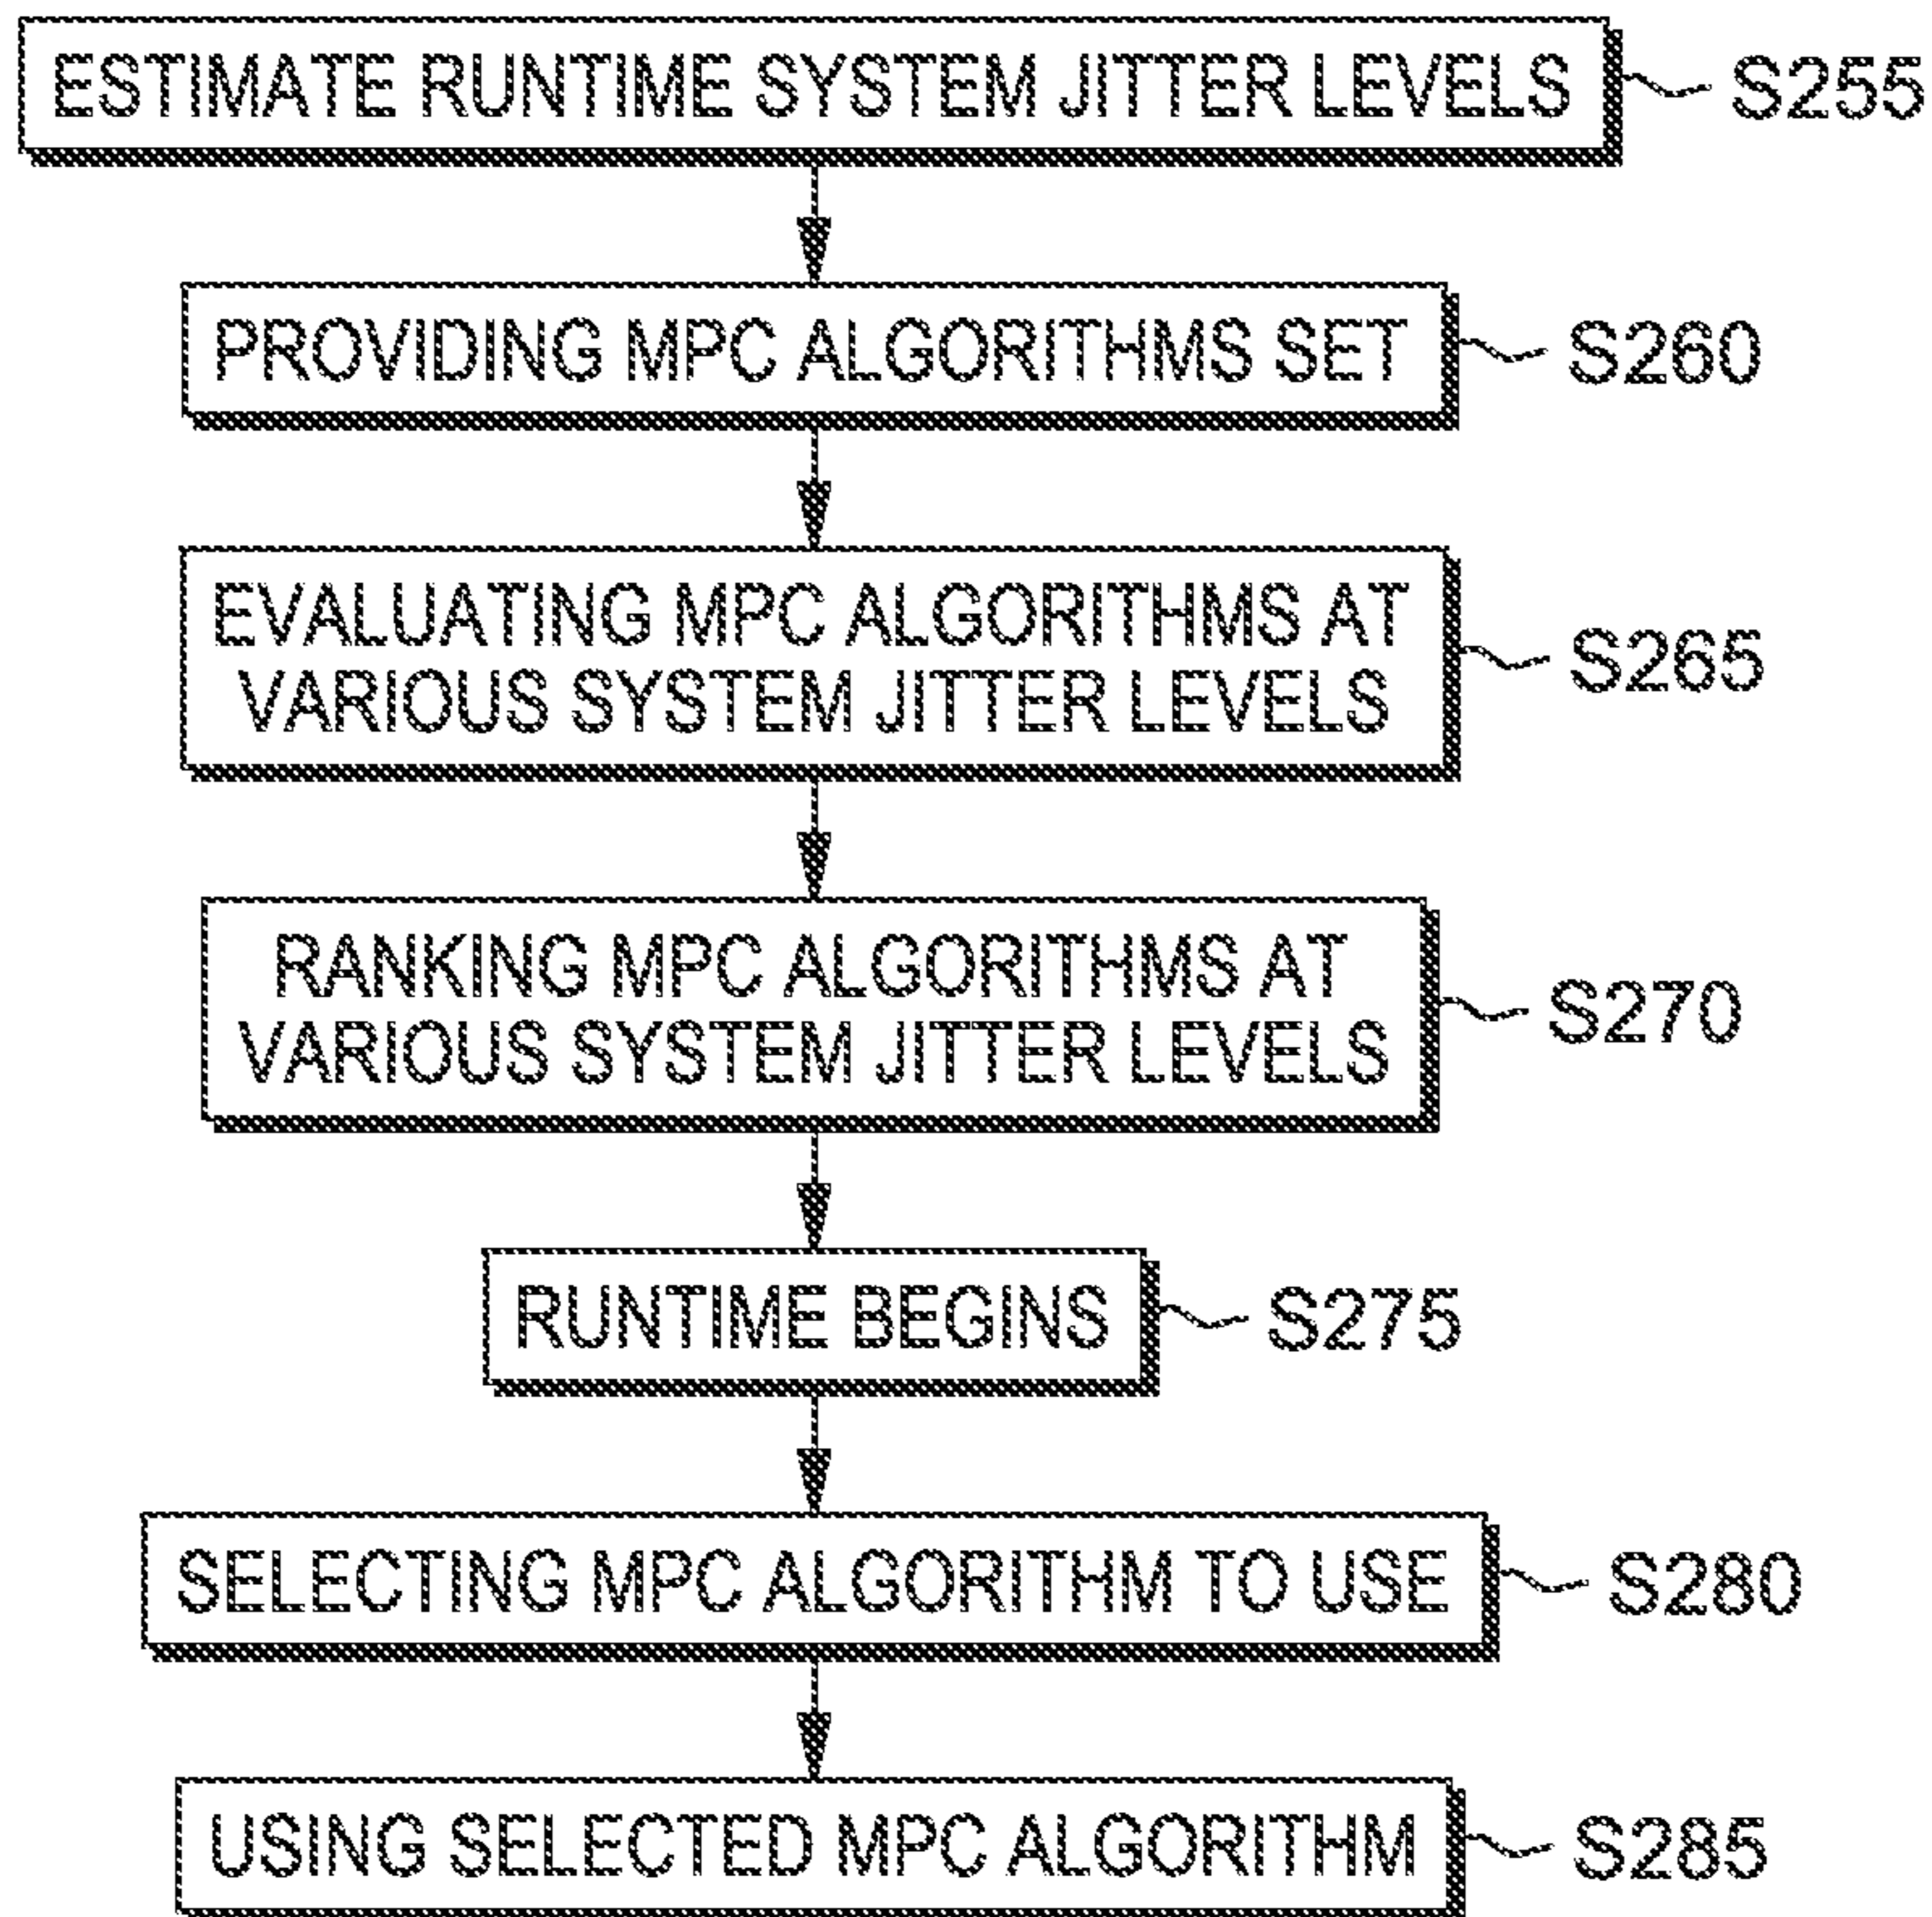 ESTIMATE RUNTIME SYSTEM JITTER LEVELS
S255
PROVIDING MPC ALGORITHMS SET
S260
EVALUATING MPC ALGORITHMS AT
VARIOUS SYSTEM JITTER LEVELS
S265
RANKING MPC ALGORITHMS AT
VARIOUS SYSTEM JITTER LEVELS
S270
RUNTIME BEGINS
S275
SELECTING MPC ALGORITHM TO USE
S280
USING SELECTED MPC ALGORITHM
S285